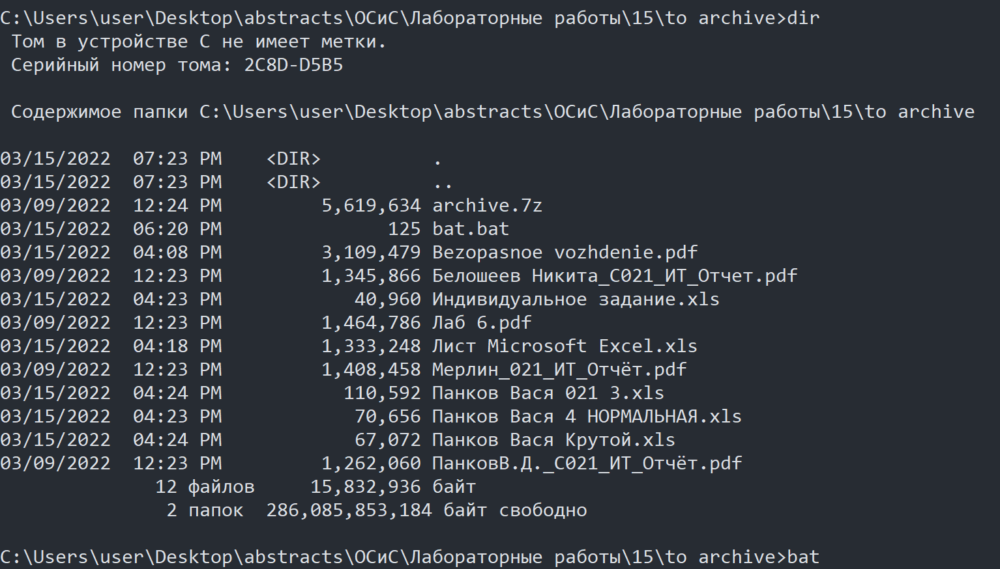 C:\Users\user\Desktop\abstracts\ОСиС\Лабораторные работы\15\to archive>dir
Том в устройстве C не имеет метки.
Серийный номер тома: 2C8D-D5B5
Содержимое папки C:\Users\user\Desktop\abstracts\ОСиС\Лабораторные работы\15\to archive
03/15/2022  07:23 PM    <DIR>          .
03/15/2022  07:23 PM    <DIR>          ..
03/09/2022  12:24 PM         5,619,634 archive.7z
03/15/2022  06:20 PM               125 bat.bat
03/15/2022  04:08 PM         3,109,479 Bezopasnoe vozhdenie.pdf
03/09/2022  12:23 PM         1,345,866 Белошеев Никита_С021_ИТ_Отчет.pdf
03/15/2022  04:23 PM            40,960 Индивидуальное задание.xls
03/09/2022  12:23 PM         1,464,786 Лаб 6.pdf
03/15/2022  04:18 PM         1,333,248 Лист Microsoft Excel.xls
03/09/2022  12:23 PM         1,408,458 Мерлин_021_ИТ_Отчёт.pdf
03/15/2022  04:24 PM           110,592 Панков Вася 021 3.xls
03/15/2022  04:23 PM            70,656 Панков Вася 4 НОРМАЛЬНАЯ.xls
03/15/2022  04:24 PM            67,072 Панков Вася Крутой.xls
03/09/2022  12:23 PM         1,262,060 ПанковВ.Д._С021_ИТ_Отчёт.pdf
12 файлов     15,832,936 байт
2 папок  286,085,853,184 байт свободно
C:\Users\user\Desktop\abstracts\ОСиС\Лабораторные работы\15\to archive>bat